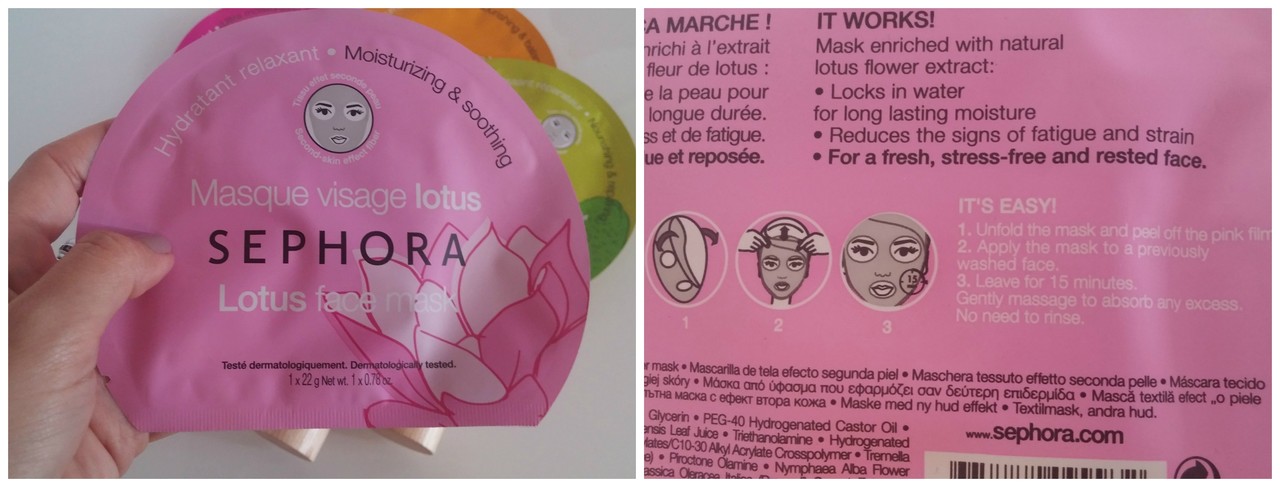 Hydratant relaxant • Moisturizing & soothing
Tissu effet seconde peau
Second-skin effect fiber
Masque visage lotus
SEPHORA
Lotus face mask
Testé dermatologiquement. Dermatologically tested.
1 x 22 g Net wt. 1 x 0.78 oz.
ÇA MARCHE !
nrichi à l'extrait
fleur de lotus :
e la peau pour
longue durée.
ss et de fatigue.
ue et reposée.
IT WORKS!
Mask enriched with natural
lotus flower extract:
• Locks in water
for long lasting moisture
• Reduces the signs of fatigue and strain
• For a fresh, stress-free and rested face.
1
2
3
15
IT'S EASY!
1. Unfold the mask and peel off the pink film
2. Apply the mask to a previously
washed face.
3. Leave for 15 minutes.
Gently massage to absorb any excess.
No need to rinse.
r mask • Mascarilla de tela efecto segunda piel • Maschera tessuto effetto seconda pelle • Máscara tecido
giej skóry • Μάσκα από ύφασμα που εφαρμόζει σαν δεύτερη επιδερμίδα • Mască textilă efect „o piele
маска с ефект втора кожа • Maske med ny hud effekt • Textilmask, andra hud.
Glycerin • PEG-40 Hydrogenated Castor Oil •
ensis Leaf Juice • Triethanolamine • Hydrogenated
lates/C10-30 Alkyl Acrylate Crosspolymer • Tremella
e) • Piroctone Olamine • Nymphaea Alba Flower
assica Oleracea Italica
www.sephora.com